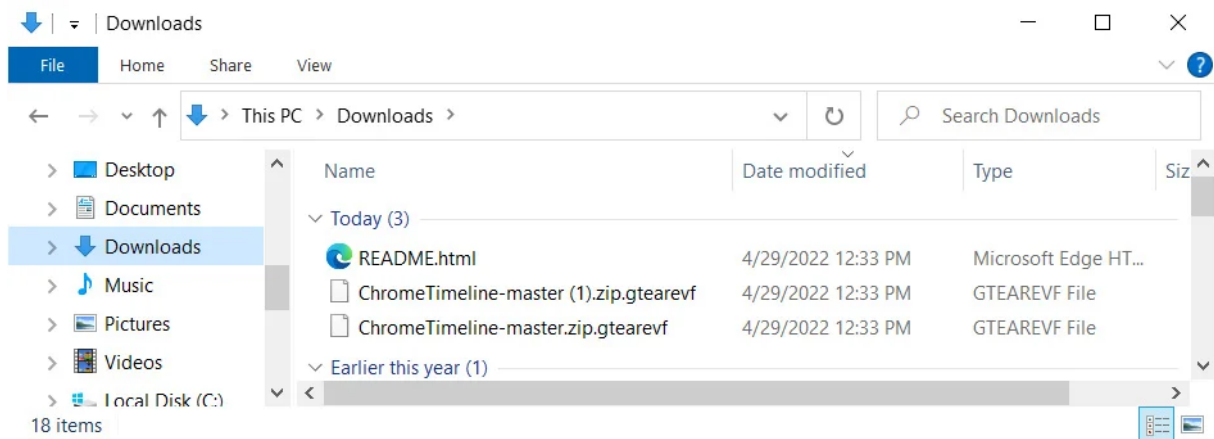 Downloads
File Home Share View
This PC Downloads Search Downloads
Desktop
Documents
Downloads
Music
Pictures
Videos
Local Disk (C:)
Name Date modified Type Siz
Today (3)
README.html 4/29/2022 12:33 PM Microsoft Edge HT...
ChromeTimeline-master (1).zip.gtearevf 4/29/2022 12:33 PM GTEAREVF File
ChromeTimeline-master.zip.gtearevf 4/29/2022 12:33 PM GTEAREVF File
Earlier this year (1)
18 items